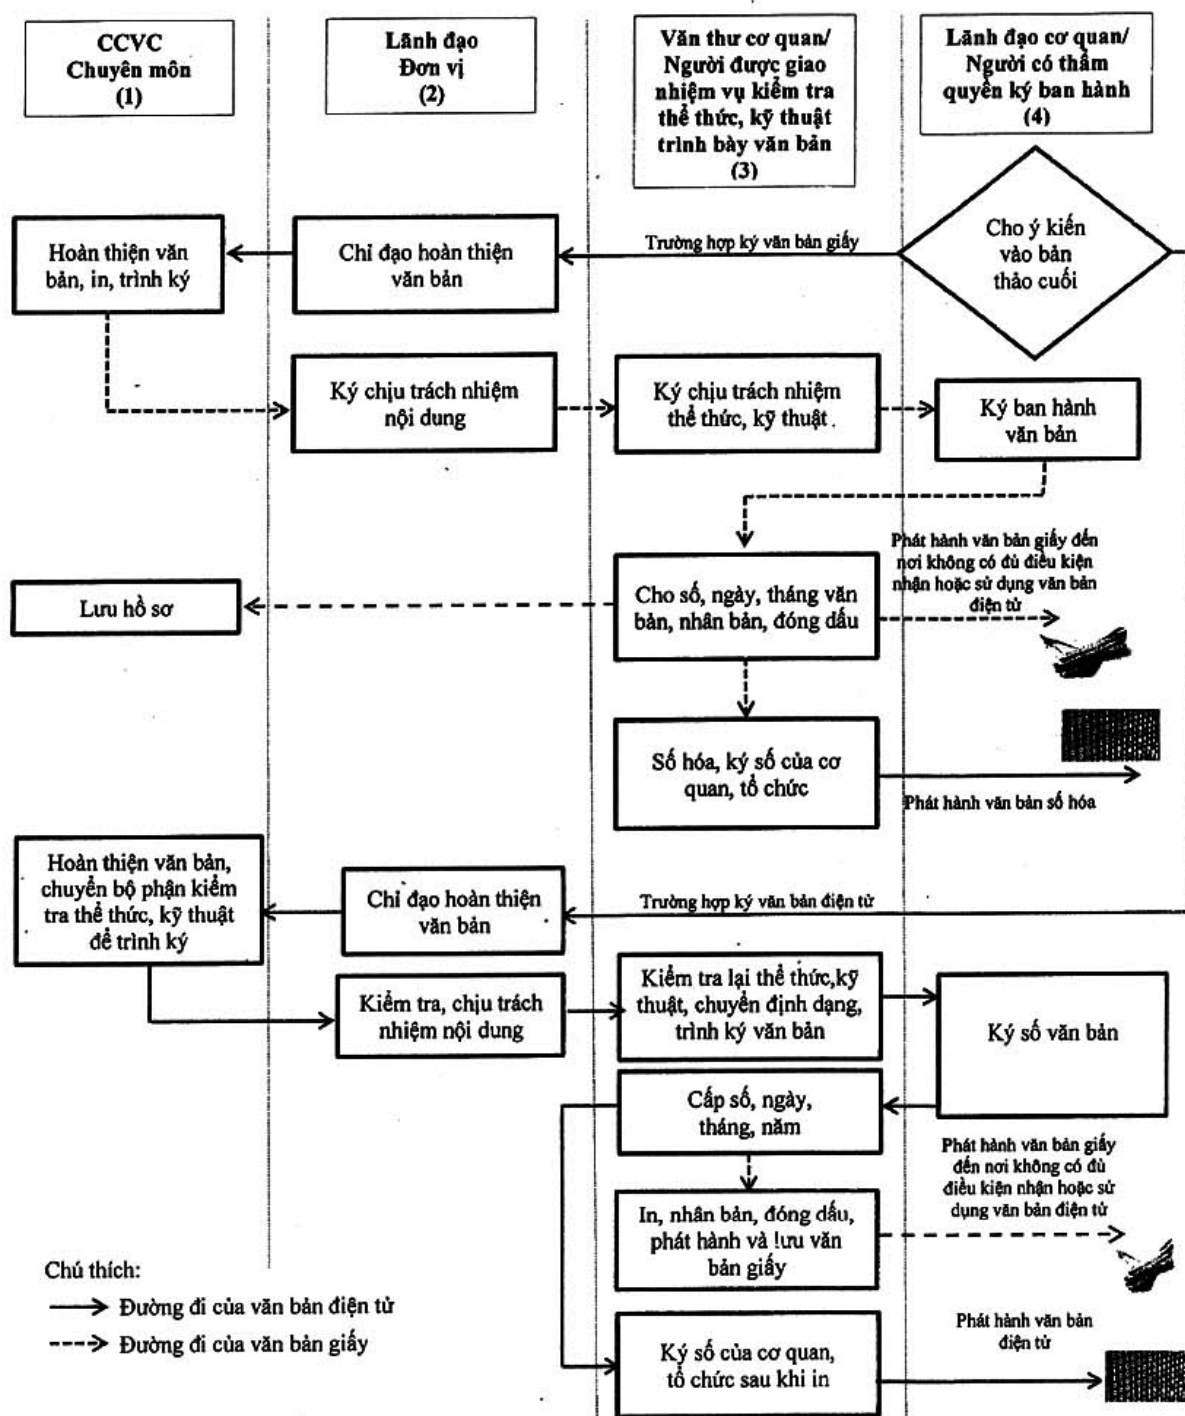 CCVC
Chuyên môn
(1)
Lãnh đạo
Đơn vị
(2)
Văn thư cơ quan/
Người được giao
nhiệm vụ kiểm tra
thể thức, kỹ thuật
trình bày văn bản
(3)
Lãnh đạo cơ quan/
Người có thẩm
quyền ký ban hành
(4)
Cho ý kiến
vào bản
thảo cuối
Trường hợp ký văn bản giấy
Chỉ đạo hoàn thiện
văn bản
Hoàn thiện văn
bản, in, trình ký
Ký chịu trách nhiệm
nội dung
Ký chịu trách nhiệm
thể thức, kỹ thuật
Ký ban hành
văn bản
Cho số, ngày, tháng văn
bản, nhân bản, đóng dấu
Phát hành văn bản giấy đến
nơi không có đủ điều kiện
nhận hoặc sử dụng văn bản
điện tử
Lưu hồ sơ
Số hóa, ký số của cơ
quan, tổ chức
Phát hành văn bản số hóa
Trường hợp ký văn bản điện tử
Chỉ đạo hoàn thiện
văn bản
Hoàn thiện văn bản,
chuyển bộ phận kiểm
tra thể thức, kỹ thuật
để trình ký
Kiểm tra, chịu trách
nhiệm nội dung
Kiểm tra lại thể thức,kỹ
thuật, chuyển định dạng,
trình ký văn bản
Ký số văn bản
Cấp số, ngày,
tháng, năm
Phát hành văn bản giấy
đến nơi không có đủ
điều kiện nhận hoặc sử
dụng văn bản điện tử
In, nhân bản, đóng dấu,
phát hành và lưu văn
bản giấy
Ký số của cơ quan,
tổ chức sau khi in
Phát hành văn bản
điện tử
Chú thích:
Đường đi của văn bản điện tử
Đường đi của văn bản giấy